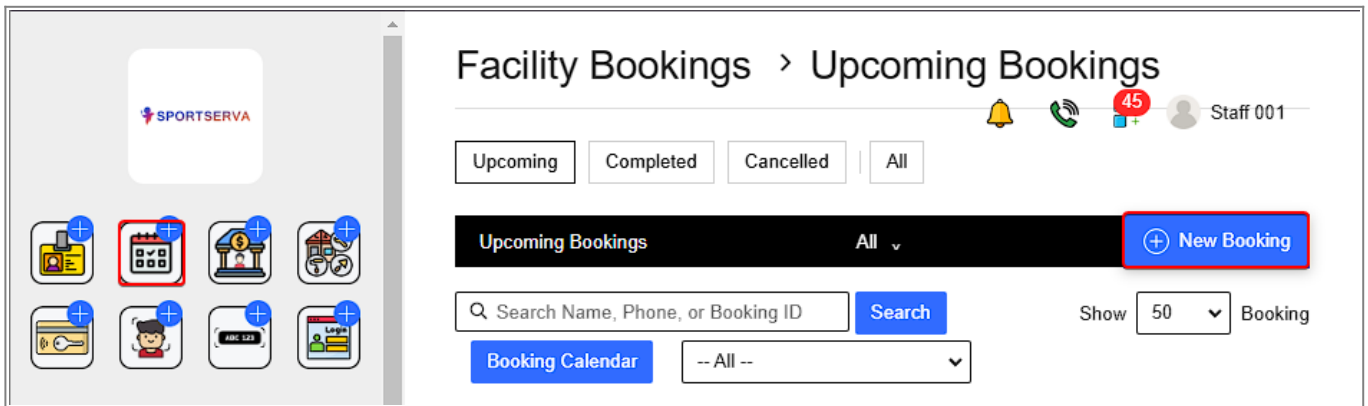 SPORTSERVA
Facility Bookings > Upcoming Bookings
45
Staff 001
Upcoming
Completed
Cancelled
All
Upcoming Bookings
All
New Booking
Search Name, Phone, or Booking ID
Search
Show
50
Booking
Booking Calendar
-- All --
ABC 123
Login